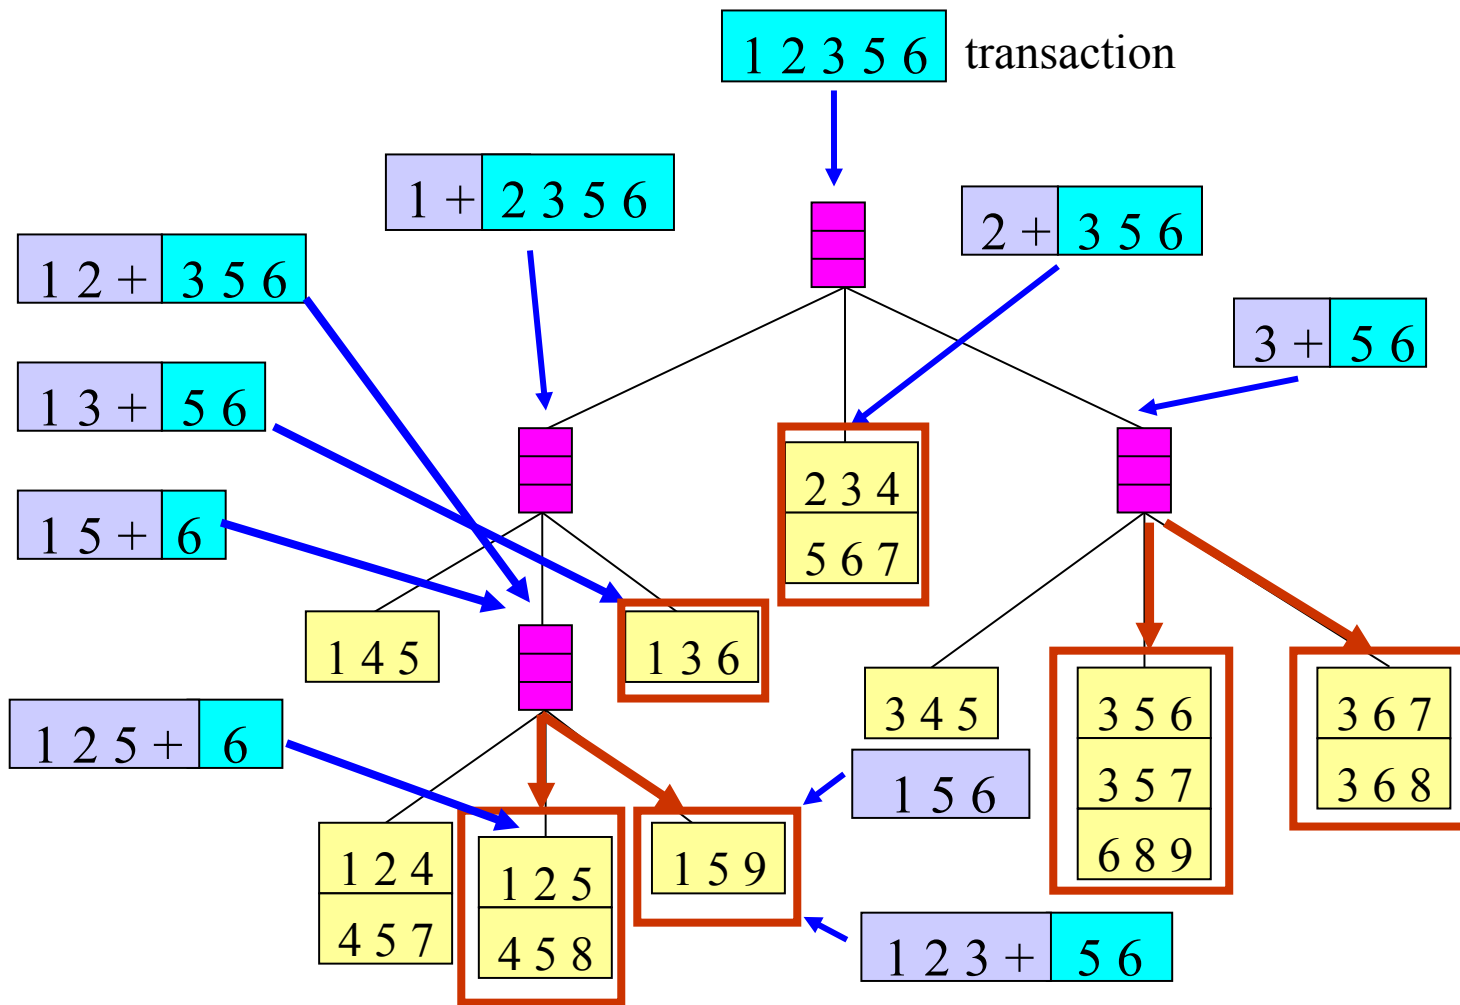 1 2 3 5 6 transaction
1 + 2 3 5 6
2 + 3 5 6
1 2 + 3 5 6
3 + 5 6
1 3 + 5 6
1 5 + 6
2 3 4
5 6 7
1 4 5
1 3 6
3 4 5
3 5 6
3 5 7
6 8 9
3 6 7
3 6 8
1 2 5 + 6
1 5 6
1 2 4
4 5 7
1 2 5
4 5 8
1 5 9
1 2 3 + 5 6